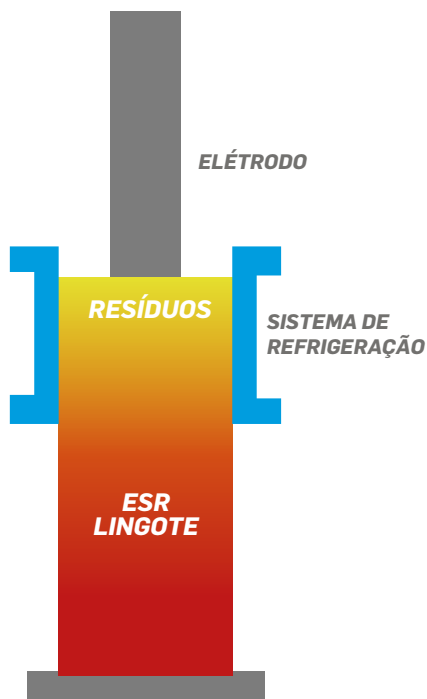 ELÉTRODO
RESÍDUOS
SISTEMA DE
REFRIGERAÇÃO
ESR
LINGOTE